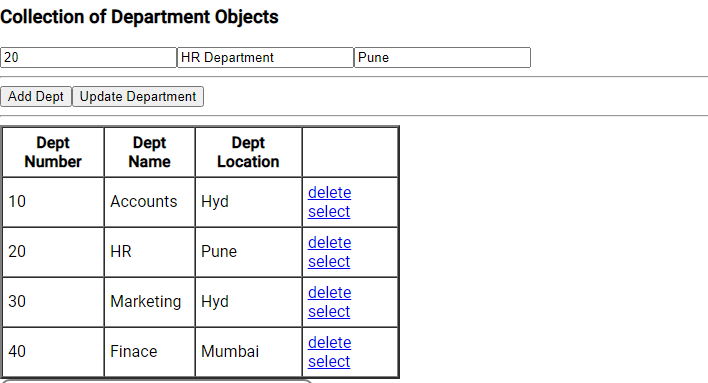 Collection of Department Objects
20 HR Department Pune
Add Dept Update Department
Dept Number Dept Name Dept Location
10 Accounts Hyd delete select
20 HR Pune delete select
30 Marketing Hyd delete select
40 Finace Mumbai delete select